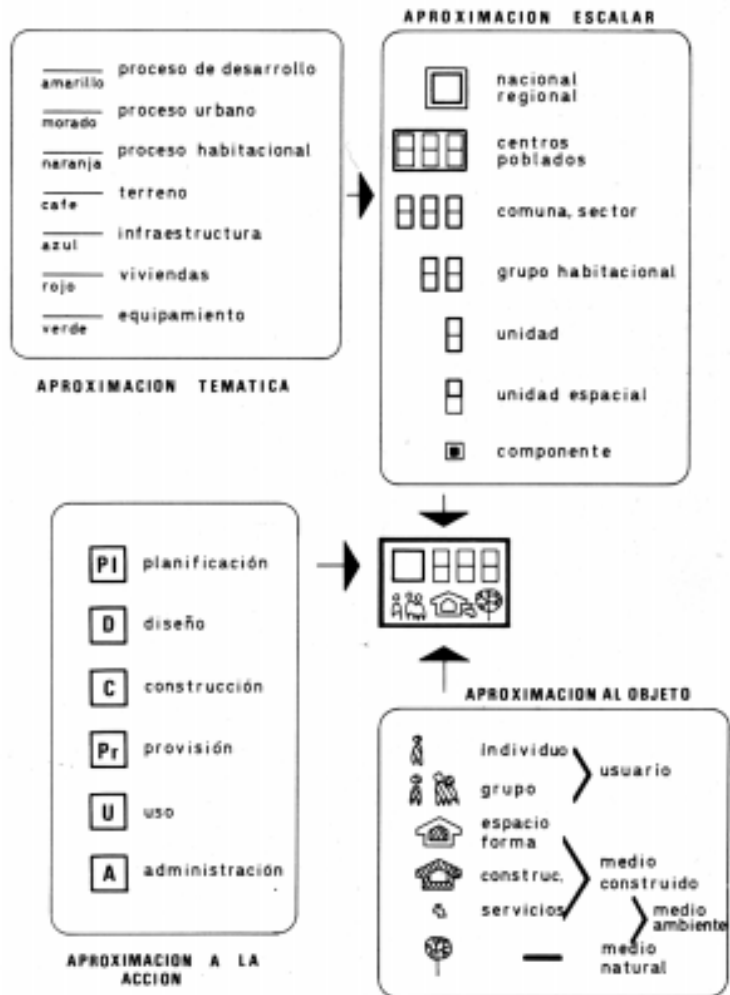 APROXIMACION ESCALAR
amarillo proceso de desarrollo
morado proceso urbano
naranja proceso habitacional
cafe terreno
azul infraestructura
rojo viviendas
verde equipamiento
APROXIMACION TEMATICA
nacional
regional
centros
poblados
comuna, sector
grupo habitacional
unidad
unidad espacial
componente
Pl planificación
D diseño
C construcción
Pr provisión
U uso
A administración
APROXIMACION A LA
ACCION
APROXIMACION AL OBJETO
individuo
grupo
usuario
espacio
forma
construc.
servicios
medio
construido
medio
ambiente
medio
natural